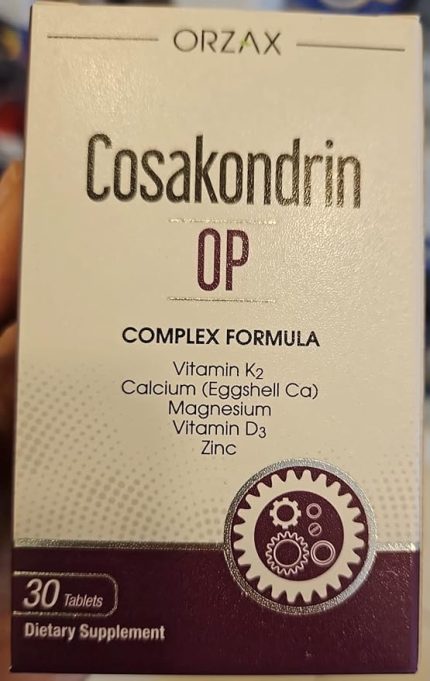 ORZAX
Cosakondrin
OP
COMPLEX FORMULA
Vitamin K2
Calcium (Eggshell Ca)
Magnesium
Vitamin D3
Zinc
30 Tablets
Dietary Supplement